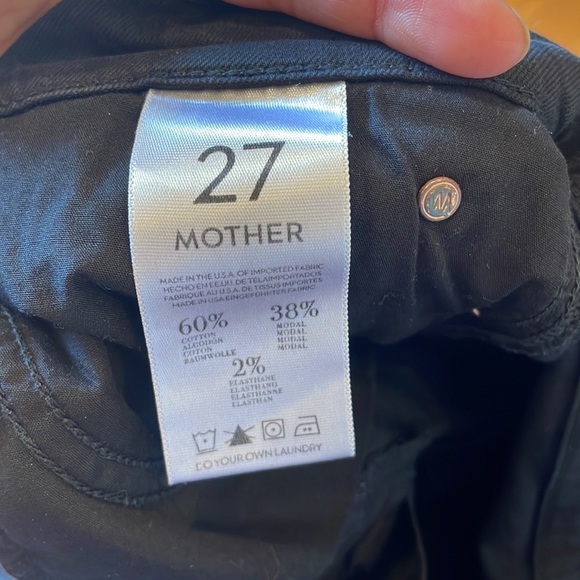 27
MOTHER
MADE IN THE U.S.A. OF IMPORTED FABRIC
HECHO EN EE.UU. DE TELA IMPORTADOS
FABRIQUE AU U.S.A. DE TISSUS IMPORTES
MADE IN USA EINGEFÜHRTER FABRIC
60%
COTTON
ALGODON
COTON
BAUMWOLLE
38%
MODAL
MODAL
MODAL
MODAL
2%
ELASTHANE
ELASTHANO
ELASTHANNE
ELASTHAN
DO YOUR OWN LAUNDRY